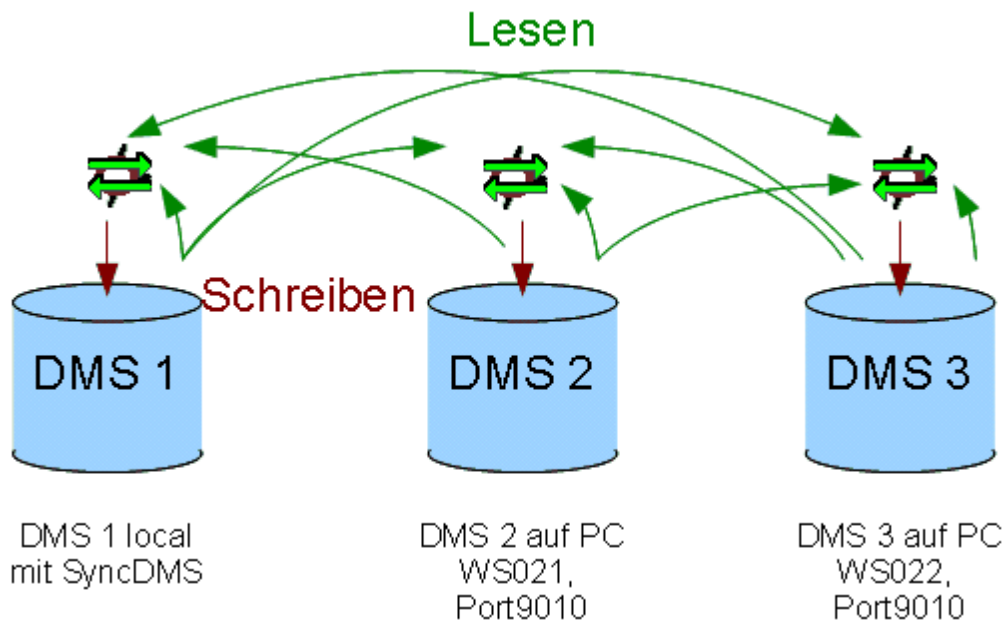 Lesen
Schreiben
DMS 1
DMS 2
DMS 3
DMS 1 local
mit SyncDMS
DMS 2 auf PC
WS021,
Port9010
DMS 3 auf PC
WS022,
Port9010